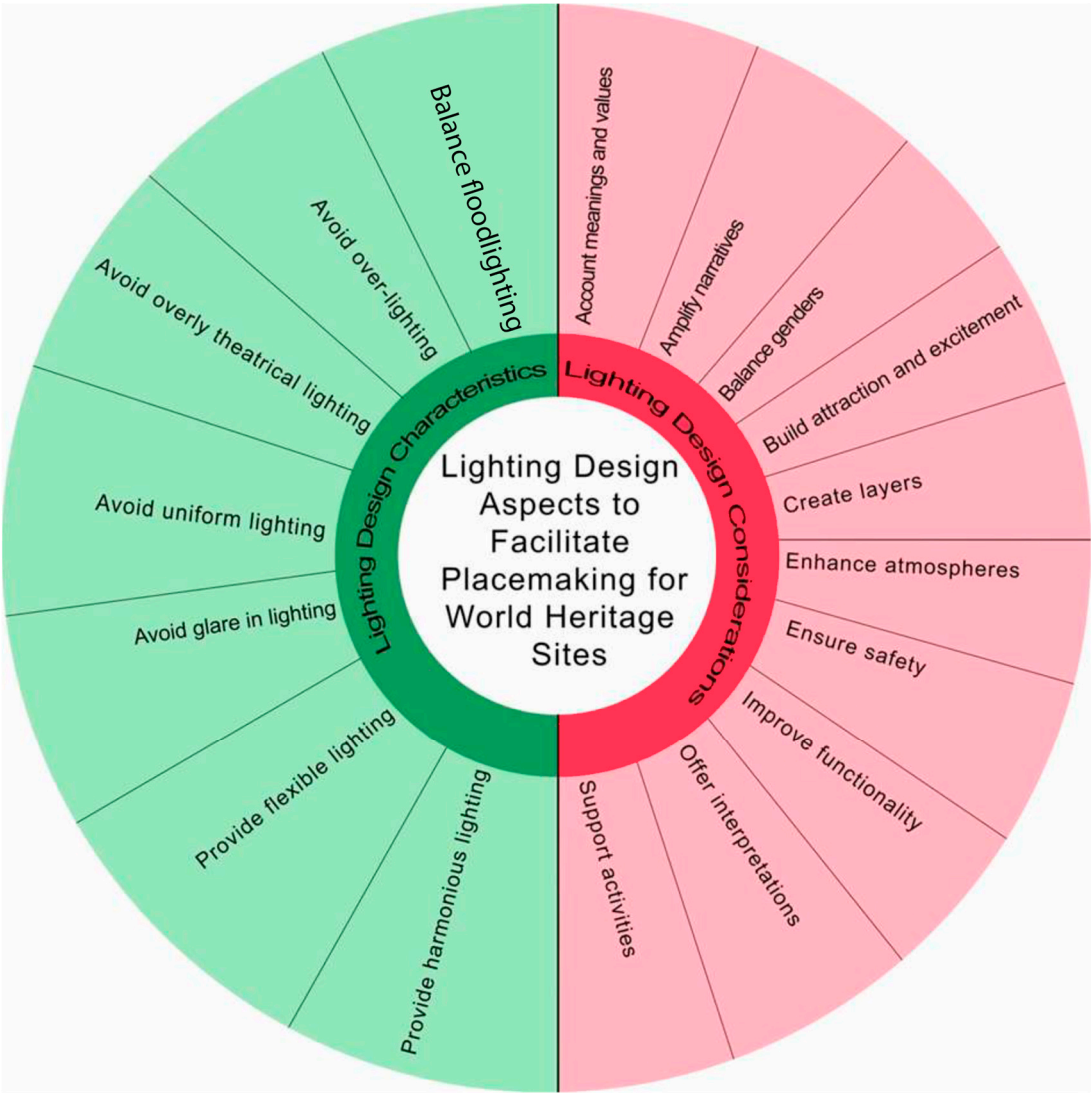 Lighting Design
Aspects to
Facilitate
Placemaking for
World Heritage
Sites
Lighting Design Characteristics
Balance floodlighting
Avoid over-lighting
Avoid overly theatrical lighting
Avoid uniform lighting
Avoid glare in lighting
Provide flexible lighting
Provide harmonious lighting
Lighting Design Considerations
Account meanings and values
Amplify narratives
Balance genders
Build attraction and excitement
Create layers
Enhance atmospheres
Ensure safety
Improve functionality
Offer interpretations
Support activities